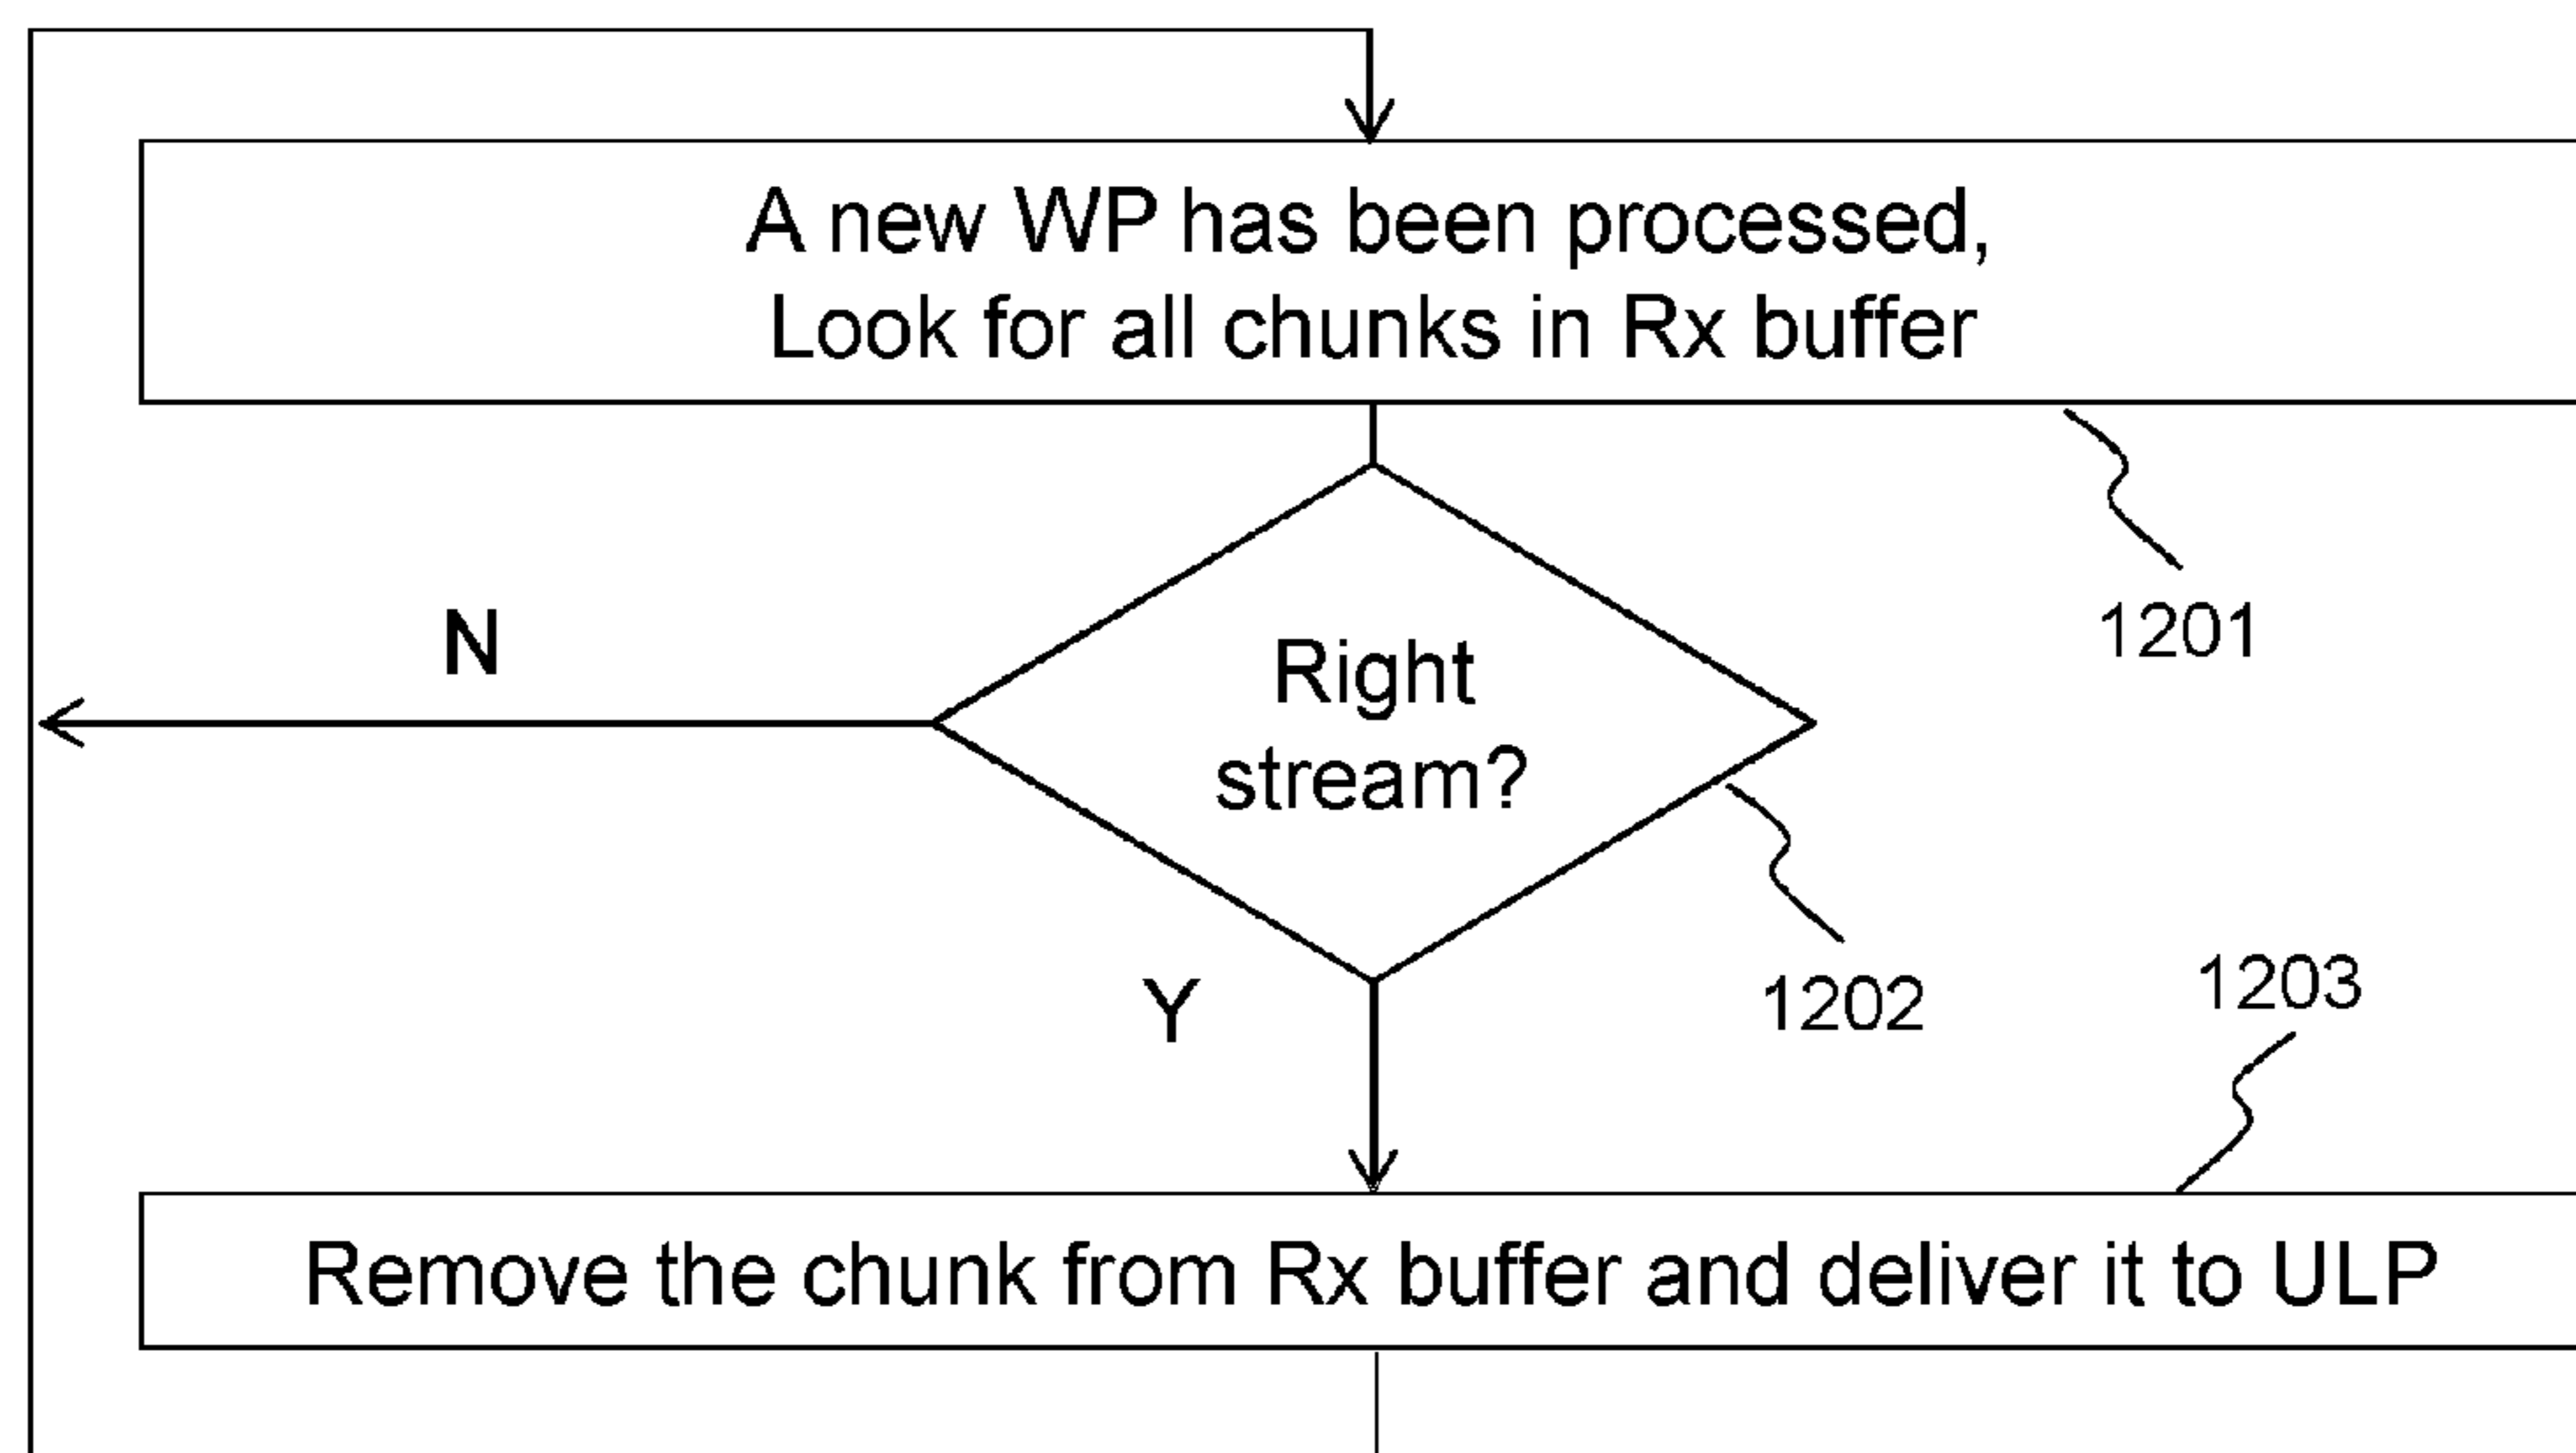 A new WP has been processed,
Look for all chunks in Rx buffer
1201
N
Right
stream?
1202
Y
1203
Remove the chunk from Rx buffer and deliver it to ULP